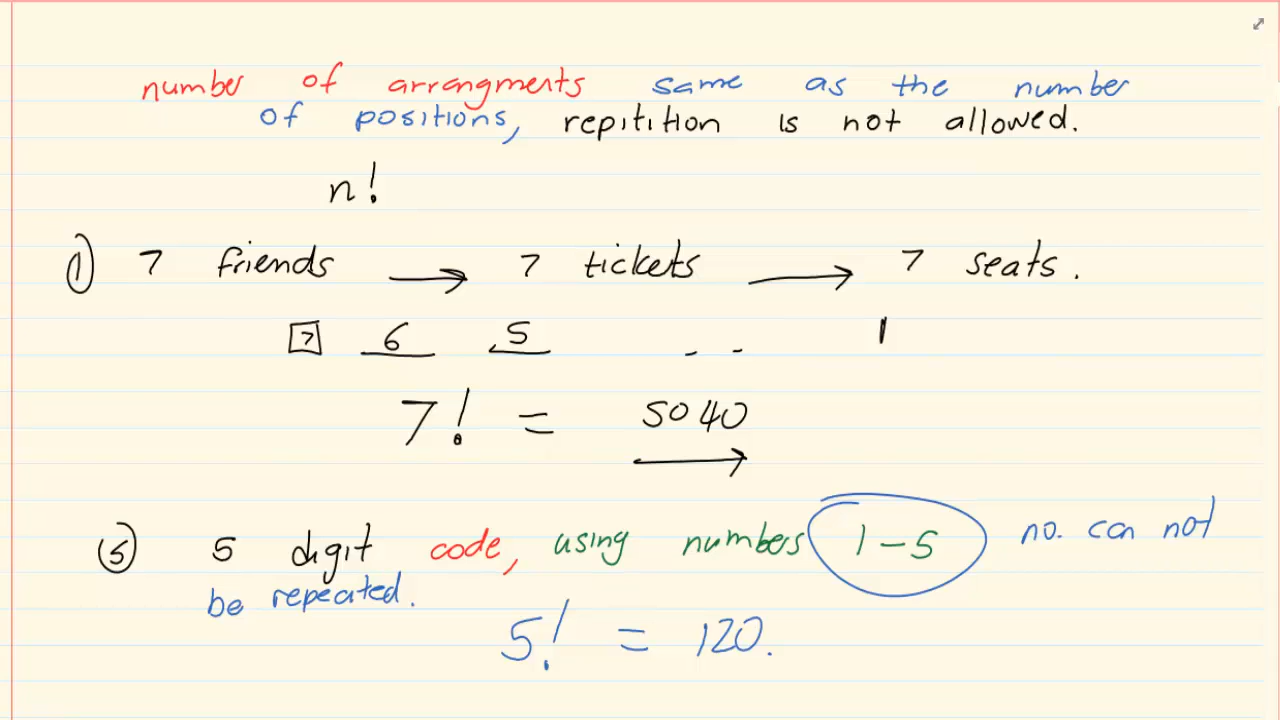 number of arrangments same as the number
of positions, repitition is not allowed.
n!
① 7 friends → 7 tickets → 7 seats.
7 6 5 - - 1
7! = 5040
⑤ 5 digit code, using numbers 1-5 no. can not
be repeated.
5! = 120.